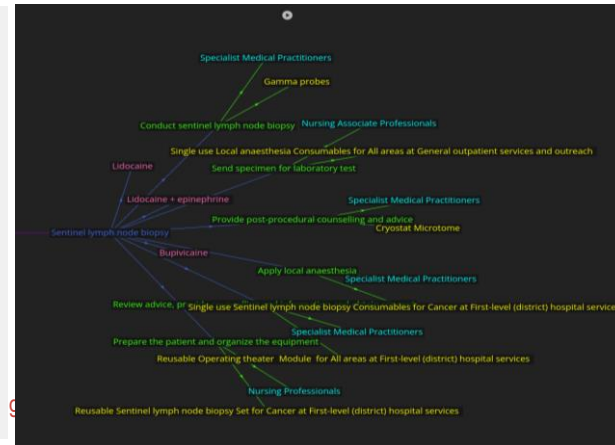 Specialist Medical Practitioners
Gamma probes
Conduct sentinel lymph node biopsy
Nursing Associate Professionals
Single use Local anaesthesia Consumables for All areas at General outpatient services and outreach
Lidocaine
Send specimen for laboratory test
Lidocaine + epinephrine
Specialist Medical Practitioners
Provide post-procedural counselling and advice
Cryostat Microtome
Sentinel lymph node biopsy
Bupivicaine
Apply local anaesthesia
Specialist Medical Practitioners
Review advice,
Single use Sentinel lymph node biopsy Consumables for Cancer at First-level (district) hospital service
Specialist Medical Practitioners
Prepare the patient and organize the equipment
Reusable Operating theater Module for All areas at First-level (district) hospital services
Nursing Professionals
Reusable Sentinel lymph node biopsy Set for Cancer at First-level (district) hospital services